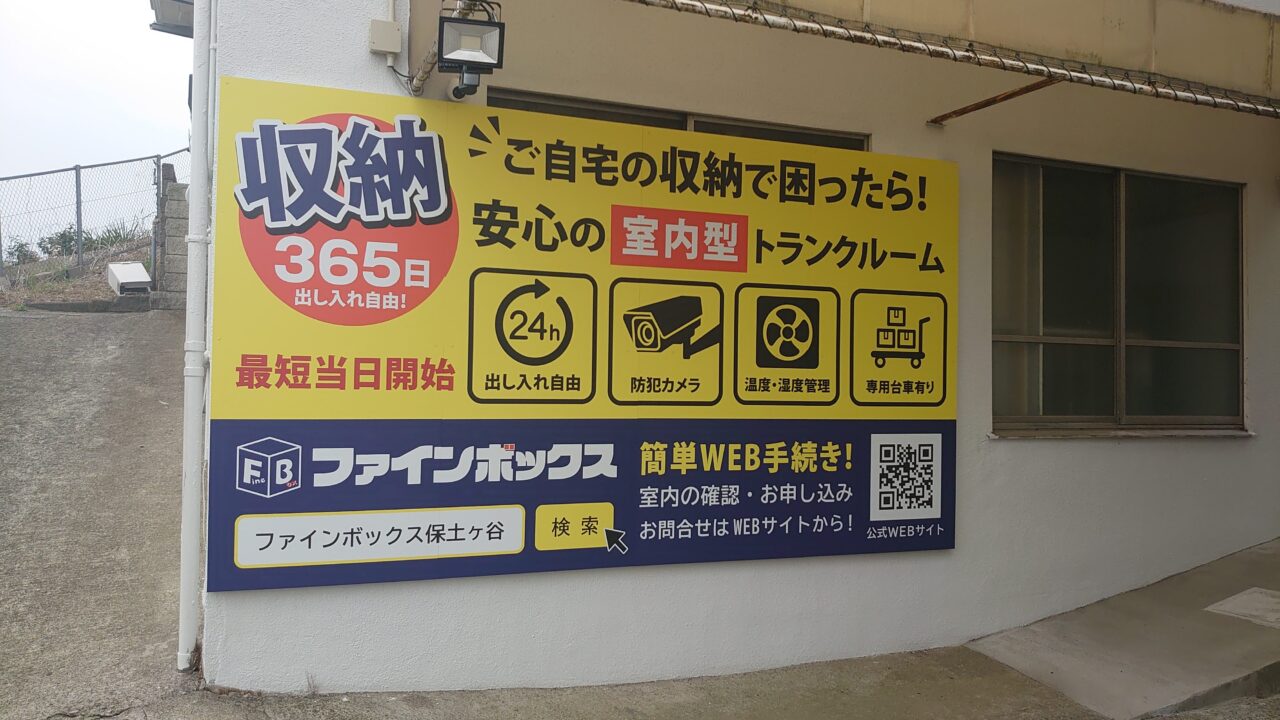 収納
365日
出し入れ自由!
最短当日開始
ご自宅の収納で困ったら!
安心の 室内型 トランクルーム
24h
出し入れ自由
防犯カメラ
温度・湿度管理
専用台車有り
Fine Box
ファインボックス
ファインボックス保土ヶ谷
検索
簡単WEB手続き!
室内の確認・お申し込み
お問合せはWEBサイトから!
公式WEBサイト